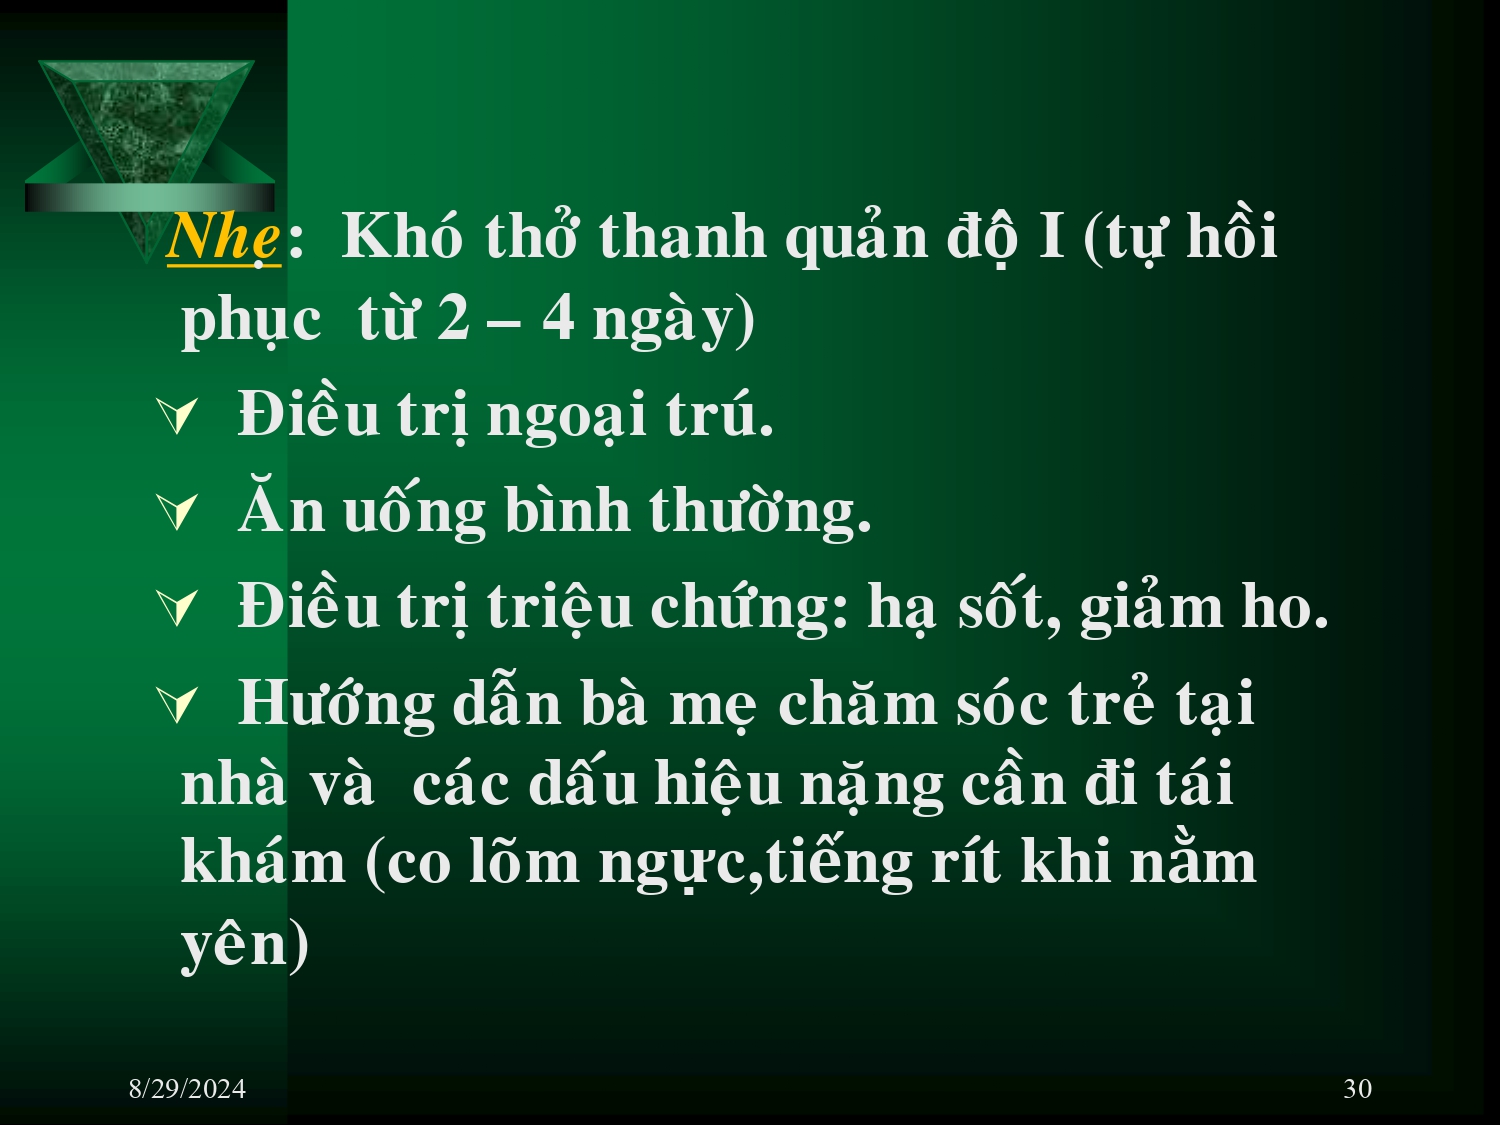 Nhẹ: Khó thở thanh quản độ I (tự hồi
phục từ 2 – 4 ngày)
Điều trị ngoại trú.
Ăn uống bình thường.
Điều trị triệu chứng: hạ sốt, giảm ho.
Hướng dẫn bà mẹ chăm sóc trẻ tại
nhà và các dấu hiệu nặng cần đi tái
khám (co lõm ngực,tiếng rít khi nằm
yên)
8/29/2024
30